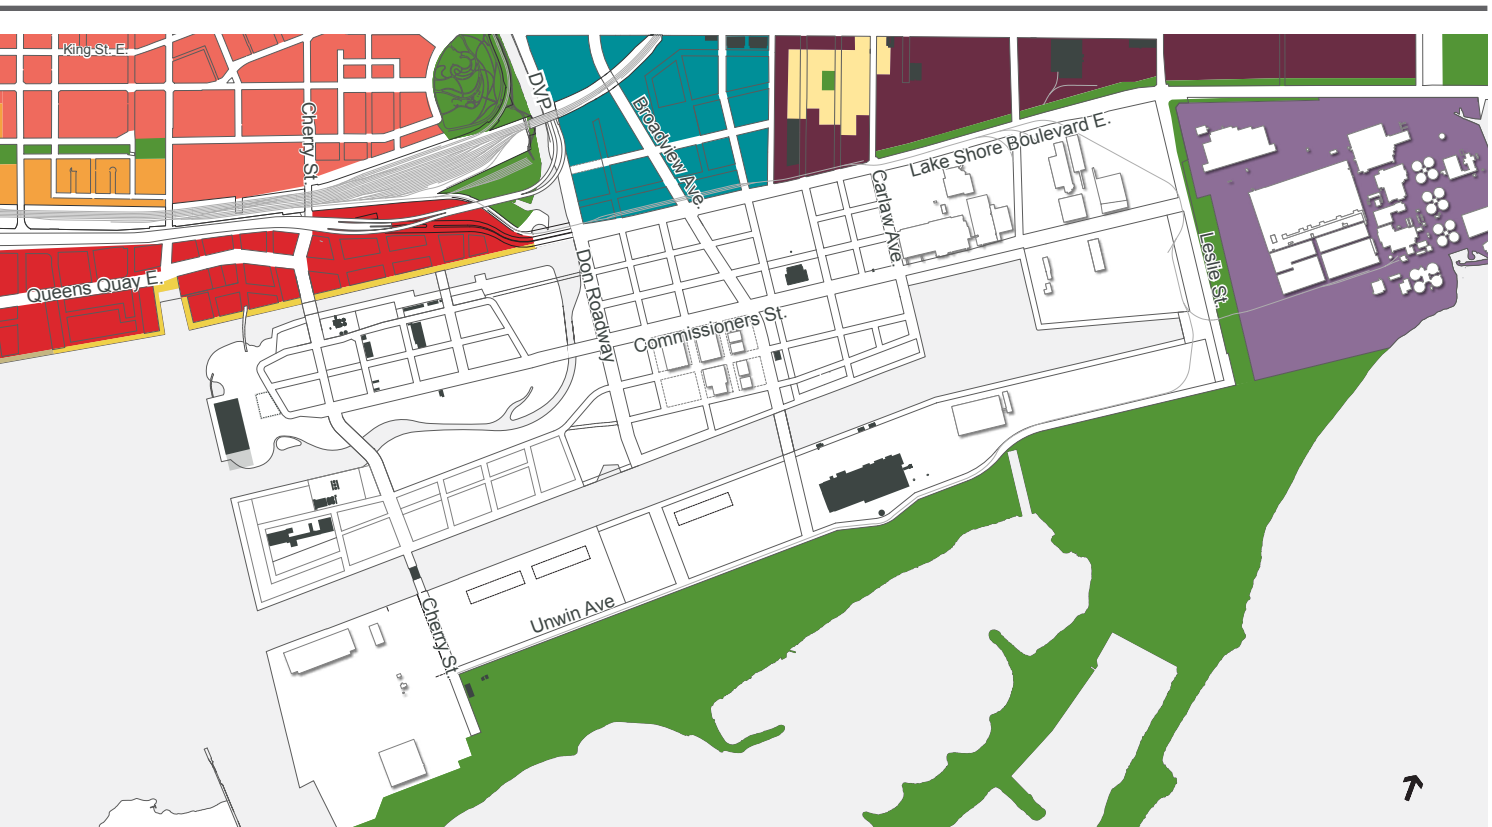 King St. E.
DVP
Cherry St.
Broadview Ave.
Lake Shore Boulevard E.
Carlaw Ave.
Leslie St.
Queens Quay E.
Don Roadway
Commissioners St.
Unwin Ave
Cherry St.